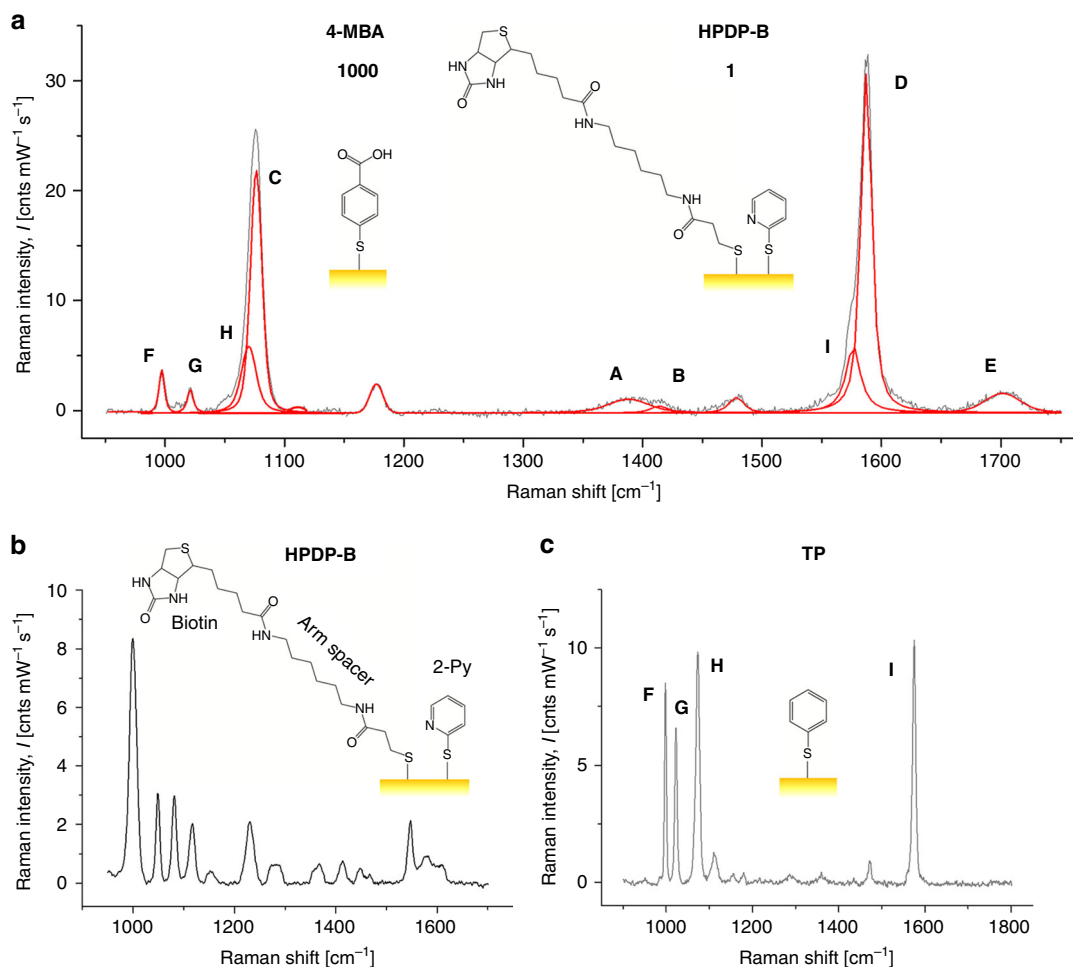 a
4-MBA
1000
HPDP-B
1
Raman intensity, I [cnts mW⁻¹ s⁻¹]
30
20
10
0
F
G
H
C
A
B
I
D
E
S
HN
NH
O
O
N
H
NH
O
S
N
S
O
OH
S
1000
1100
1200
1300
1400
1500
1600
1700
Raman shift [cm⁻¹]
b
HPDP-B
Raman intensity, I [cnts mW⁻¹ s⁻¹]
10
8
6
4
2
0
S
HN
NH
O
Biotin
O
N
H
Arm spacer
NH
O
S
2-Py
N
S
1000
1200
1400
1600
Raman shift [cm⁻¹]
c
TP
Raman intensity, I [cnts mW⁻¹ s⁻¹]
10
5
0
F
G
H
I
S
1000
1200
1400
1600
1800
Raman shift [cm⁻¹]